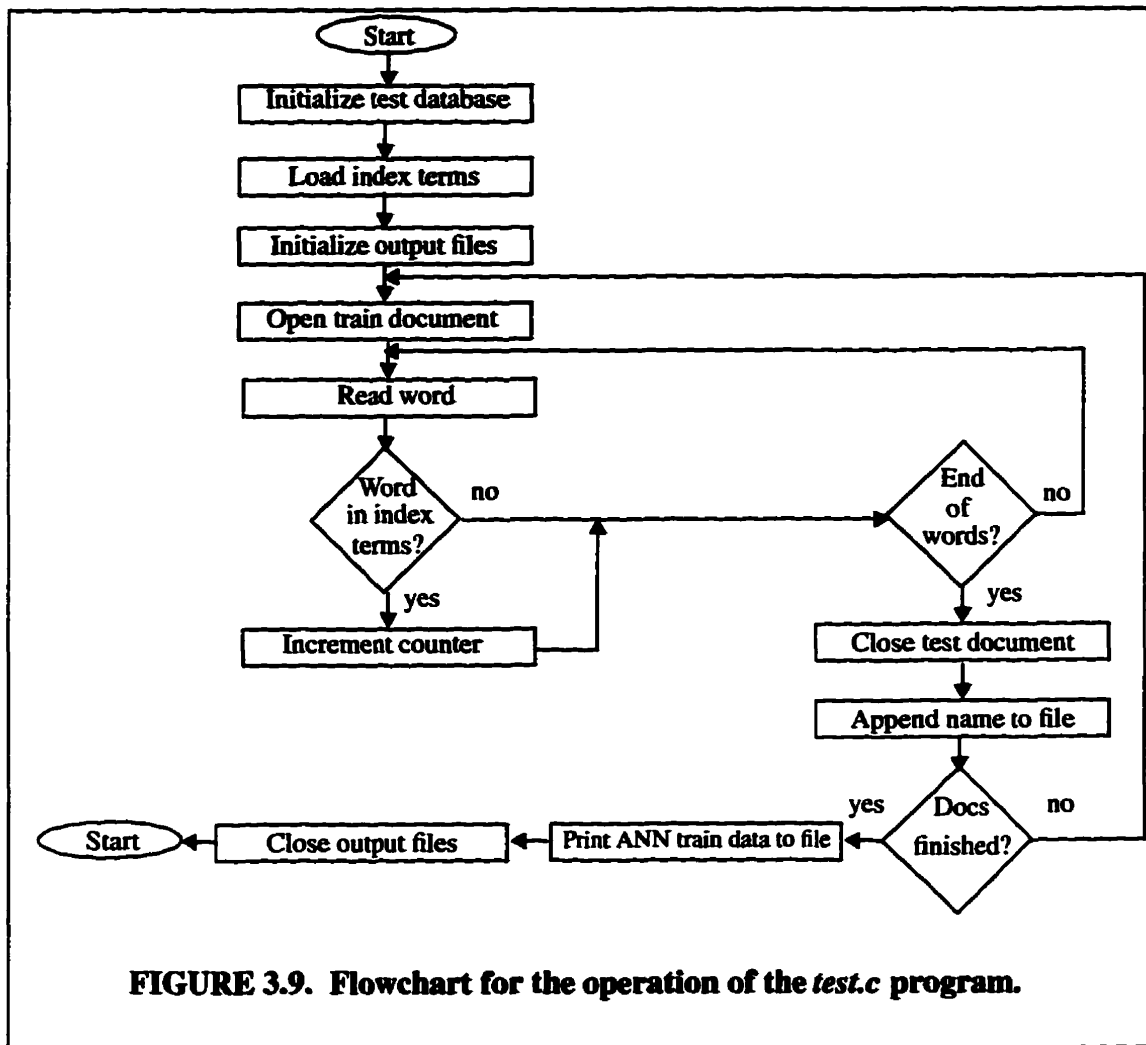 Start
Initialize test database
Load index terms
Initialize output files
Open train document
Read word
Word
in index
terms?
no
yes
Increment counter
End
of
words?
no
yes
Close test document
Append name to file
Docs
finished?
no
yes
Print ANN train data to file
Close output files
Start
FIGURE 3.9. Flowchart for the operation of the test.c program.